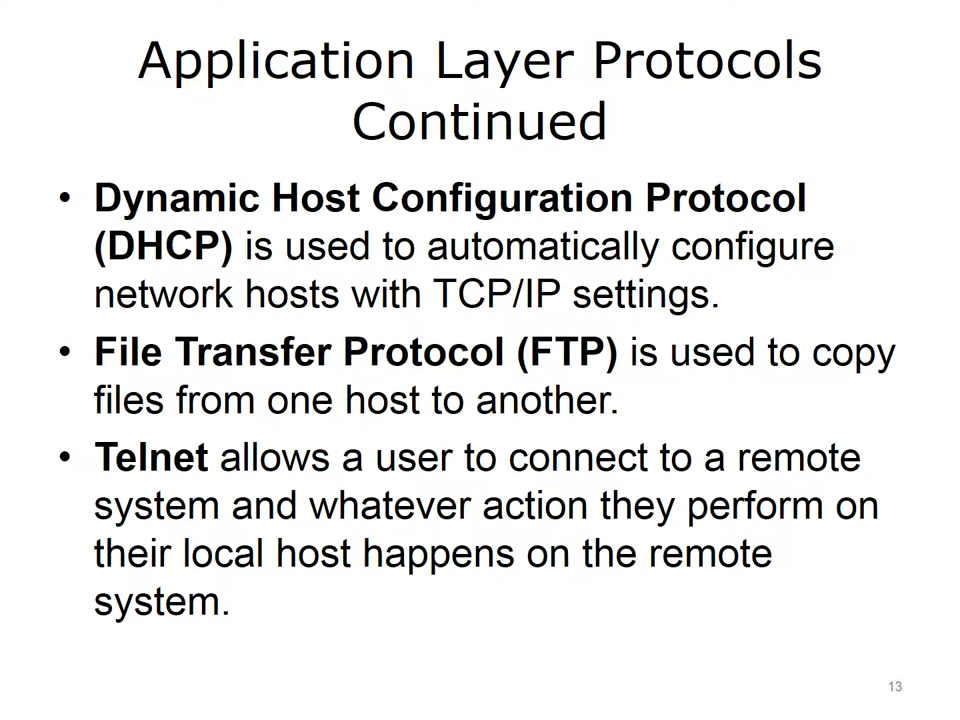 Application Layer Protocols
Continued
• Dynamic Host Configuration Protocol
(DHCP) is used to automatically configure
network hosts with TCP/IP settings.
• File Transfer Protocol (FTP) is used to copy
files from one host to another.
• Telnet allows a user to connect to a remote
system and whatever action they perform on
their local host happens on the remote
system.
13